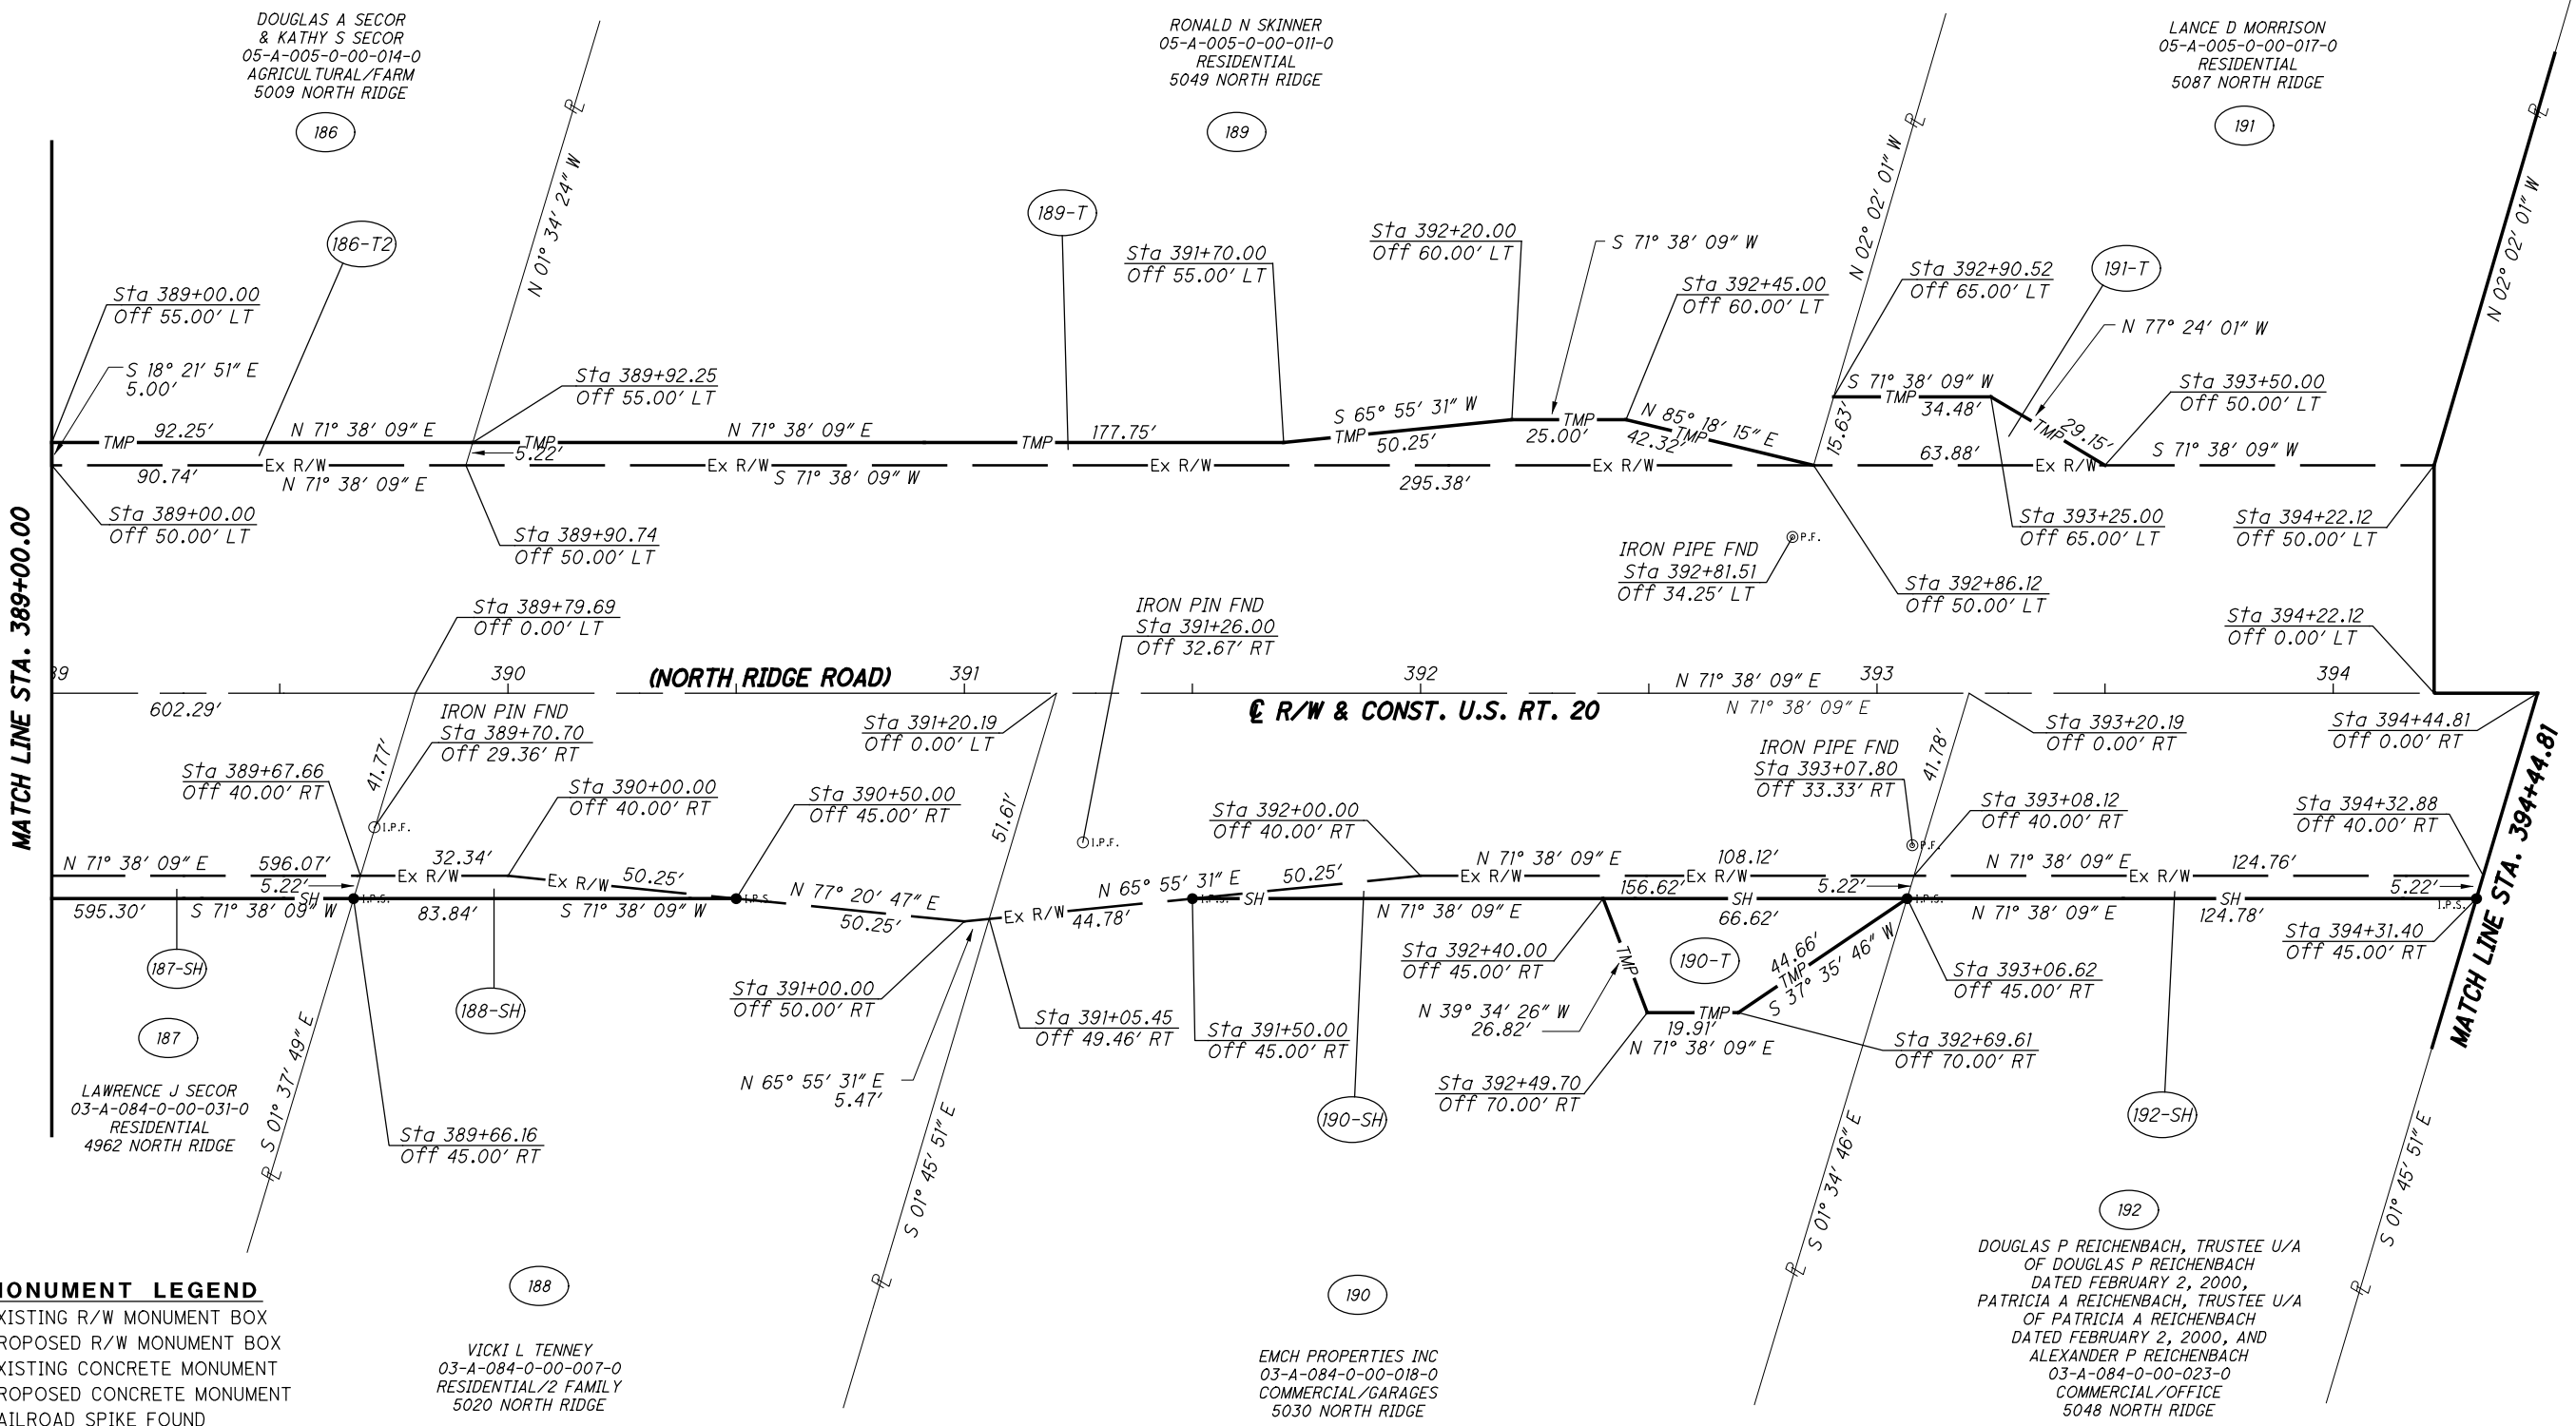 DOUGLAS A SECOR
& KATHY S SECOR
05-A-005-0-00-014-0
AGRICULTURAL/FARM
5009 NORTH RIDGE
186
RONALD N SKINNER
05-A-005-0-00-011-0
RESIDENTIAL
5049 NORTH RIDGE
189
LANCE D MORRISON
05-A-005-0-00-017-0
RESIDENTIAL
5087 NORTH RIDGE
191
N 01° 34' 24" W
PL
N 02° 02' 01" W
PL
N 02° 02' 01" W
PL
186-T2
189-T
191-T
Sta 389+00.00
Off 55.00' LT
S 18° 21' 51" E
5.00'
Sta 389+92.25
Off 55.00' LT
Sta 391+70.00
Off 55.00' LT
Sta 392+20.00
Off 60.00' LT
S 71° 38' 09" W
Sta 392+45.00
Off 60.00' LT
Sta 392+90.52
Off 65.00' LT
N 77° 24' 01" W
Sta 393+50.00
Off 50.00' LT
TMP
92.25'
N 71° 38' 09" E
TMP
5.22'
N 71° 38' 09" E
TMP
177.75'
S 65° 55' 31" W
TMP
50.25'
TMP
25.00'
N 85° 18' 15" E
TMP
42.32'
15.63'
S 71° 38' 09" W
TMP
34.48'
TMP
29.15'
90.74'
Ex R/W
N 71° 38' 09" E
Ex R/W
S 71° 38' 09" W
Ex R/W
295.38'
Ex R/W
63.88'
Ex R/W
S 71° 38' 09" W
Sta 389+00.00
Off 50.00' LT
Sta 389+90.74
Off 50.00' LT
IRON PIPE FND
Sta 392+81.51
Off 34.25' LT
P.F.
Sta 392+86.12
Off 50.00' LT
Sta 393+25.00
Off 65.00' LT
Sta 394+22.12
Off 50.00' LT
Sta 394+22.12
Off 0.00' LT
MATCH LINE STA. 389+00.00
Sta 389+79.69
Off 0.00' LT
IRON PIN FND
Sta 391+26.00
Off 32.67' RT
39
390
(NORTH RIDGE ROAD)
391
392
N 71° 38' 09" E
393
394
602.29'
CL R/W & CONST. U.S. RT. 20
N 71° 38' 09" E
IRON PIN FND
Sta 389+70.70
Off 29.36' RT
41.77'
I.P.F.
Sta 391+20.19
Off 0.00' LT
51.61'
I.P.F.
IRON PIPE FND
Sta 393+07.80
Off 33.33' RT
P.F.
41.78'
Sta 393+20.19
Off 0.00' RT
Sta 394+44.81
Off 0.00' RT
MATCH LINE STA. 394+44.81
Sta 389+67.66
Off 40.00' RT
Sta 390+00.00
Off 40.00' RT
Sta 390+50.00
Off 45.00' RT
Sta 392+00.00
Off 40.00' RT
Sta 393+08.12
Off 40.00' RT
Sta 394+32.88
Off 40.00' RT
N 71° 38' 09" E
596.07'
32.34'
Ex R/W
Ex R/W
50.25'
N 77° 20' 47" E
50.25'
Ex R/W
N 65° 55' 31" E
44.78'
50.25'
N 71° 38' 09" E
Ex R/W
108.12'
Ex R/W
N 71° 38' 09" E
124.76'
Ex R/W
5.22'
595.30'
SH
S 71° 38' 09" W
I.P.S.
83.84'
S 71° 38' 09" W
I.P.S.
I.P.S.
SH
N 71° 38' 09" E
156.62'
SH
66.62'
5.22'
I.P.S.
N 71° 38' 09" E
SH
124.78'
5.22'
I.P.S.
187-SH
188-SH
190-SH
190-T
192-SH
Sta 391+00.00
Off 50.00' RT
Sta 391+05.45
Off 49.46' RT
Sta 391+50.00
Off 45.00' RT
N 65° 55' 31" E
5.47'
Sta 392+40.00
Off 45.00' RT
TMP
N 39° 34' 26" W
26.82'
Sta 392+49.70
Off 70.00' RT
TMP
19.91'
N 71° 38' 09" E
44.66'
TMP
S 37° 35' 46" W
Sta 393+06.62
Off 45.00' RT
Sta 392+69.61
Off 70.00' RT
Sta 394+31.40
Off 45.00' RT
Sta 389+66.16
Off 45.00' RT
187
LAWRENCE J SECOR
03-A-084-0-00-031-0
RESIDENTIAL
4962 NORTH RIDGE
S 01° 37' 49" E
PL
S 01° 45' 51" E
PL
S 01° 34' 46" E
PL
S 01° 45' 51" E
PL
188
VICKI L TENNEY
03-A-084-0-00-007-0
RESIDENTIAL/2 FAMILY
5020 NORTH RIDGE
190
EMCH PROPERTIES INC
03-A-084-0-00-018-0
COMMERCIAL/GARAGES
5030 NORTH RIDGE
192
DOUGLAS P REICHENBACH, TRUSTEE U/A
OF DOUGLAS P REICHENBACH
DATED FEBRUARY 2, 2000,
PATRICIA A REICHENBACH, TRUSTEE U/A
OF PATRICIA A REICHENBACH
DATED FEBRUARY 2, 2000, AND
ALEXANDER P REICHENBACH
03-A-084-0-00-023-0
COMMERCIAL/OFFICE
5048 NORTH RIDGE
MONUMENT LEGEND
XISTING R/W MONUMENT BOX
ROPOSED R/W MONUMENT BOX
XISTING CONCRETE MONUMENT
ROPOSED CONCRETE MONUMENT
AILROAD SPIKE FOUND